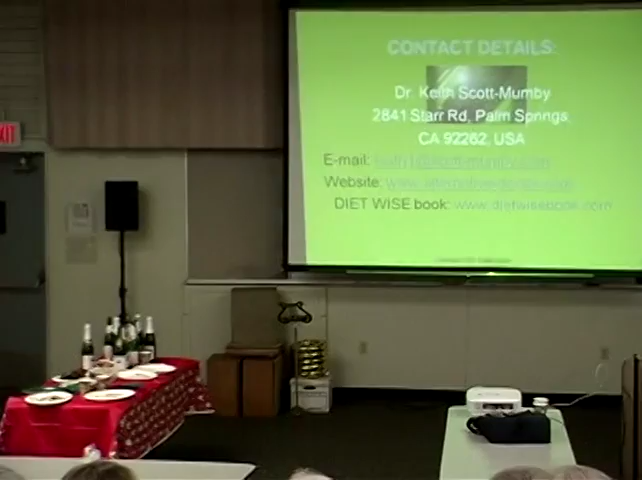 CONTACT DETAILS:
Dr. Keith Scott-Mumby
2841 Starr Rd, Palm Springs,
CA 92262, USA
E-mail:
Website:
DIET WISE book: www.dietwisebook.com
EXIT